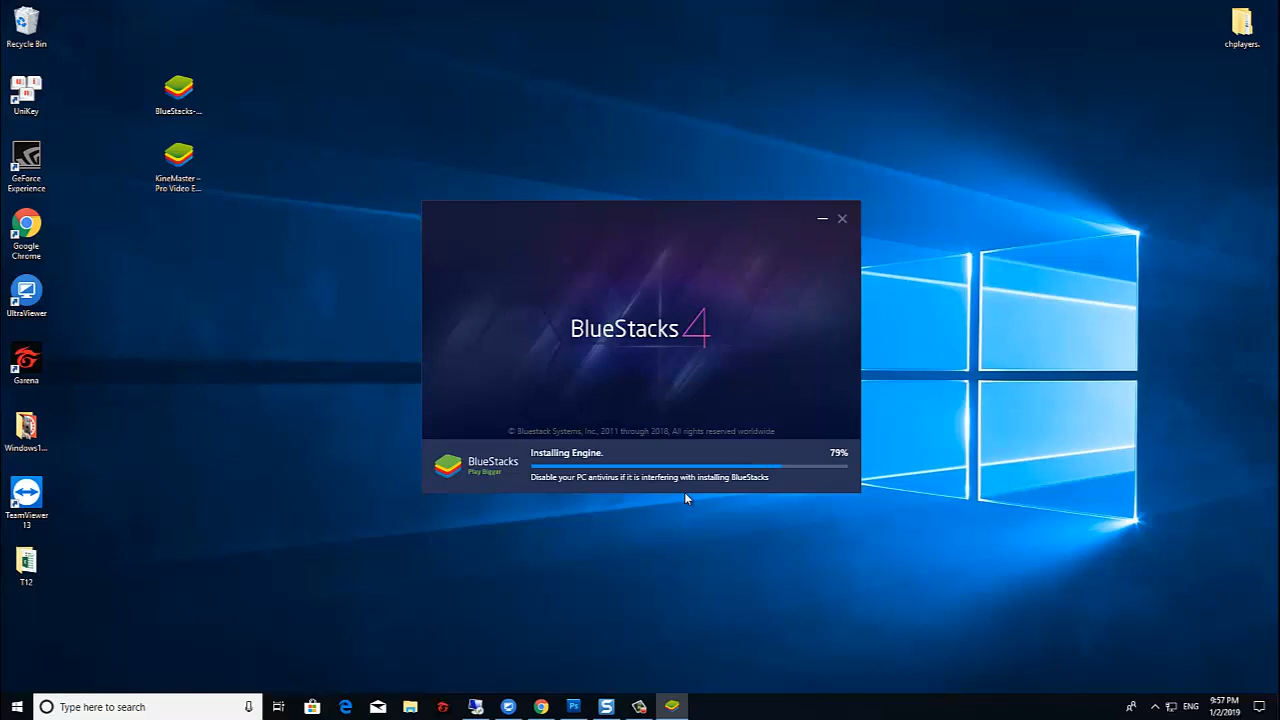 Recycle Bin
chplayers.
UniKey
BlueStacks-...
GeForce
Experience
KineMaster –
Pro Video E...
Google
Chrome
UltraViewer
Garena
Windows1...
TeamViewer
13
T12
BlueStacks 4
© Bluestack Systems, Inc., 2011 through 2018, All rights reserved worldwide
BlueStacks
Play Bigger
Installing Engine.
79%
Disable your PC antivirus if it is interfering with installing BlueStacks
Type here to search
ENG
9:57 PM
1/2/2019